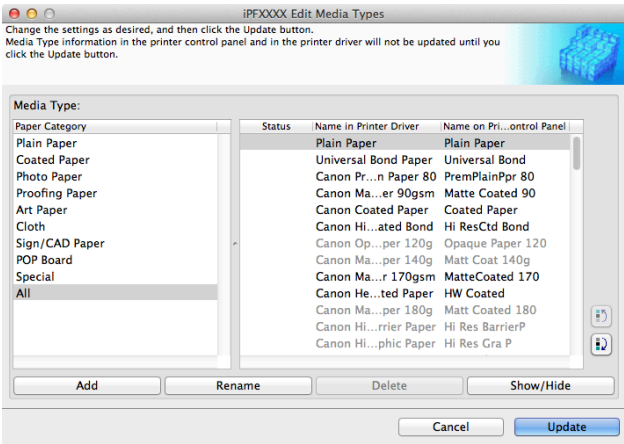 iPFXXXX Edit Media Types
Change the settings as desired, and then click the Update button.
Media Type information in the printer control panel and in the printer driver will not be updated until you
click the Update button.
Media Type:
Paper Category
Plain Paper
Coated Paper
Photo Paper
Proofing Paper
Art Paper
Cloth
Sign/CAD Paper
POP Board
Special
All
Status Name in Printer Driver Name on Pri...ontrol Panel
Plain Paper Plain Paper
Universal Bond Paper Universal Bond
Canon Pr...n Paper 80 PremPlainPpr 80
Canon Ma...er 90gsm Matte Coated 90
Canon Coated Paper Coated Paper
Canon Hi...ated Bond Hi ResCtd Bond
Canon Op...per 120g Opaque Paper 120
Canon Ma...per 140g Matt Coat 140g
Canon Ma...r 170gsm MatteCoated 170
Canon He...ted Paper HW Coated
Canon Ma...per 180g Matt Coated 180
Canon Hi...rrier Paper Hi Res BarrierP
Canon Hi...phic Paper Hi Res Gra P
Add Rename Delete Show/Hide
Cancel Update